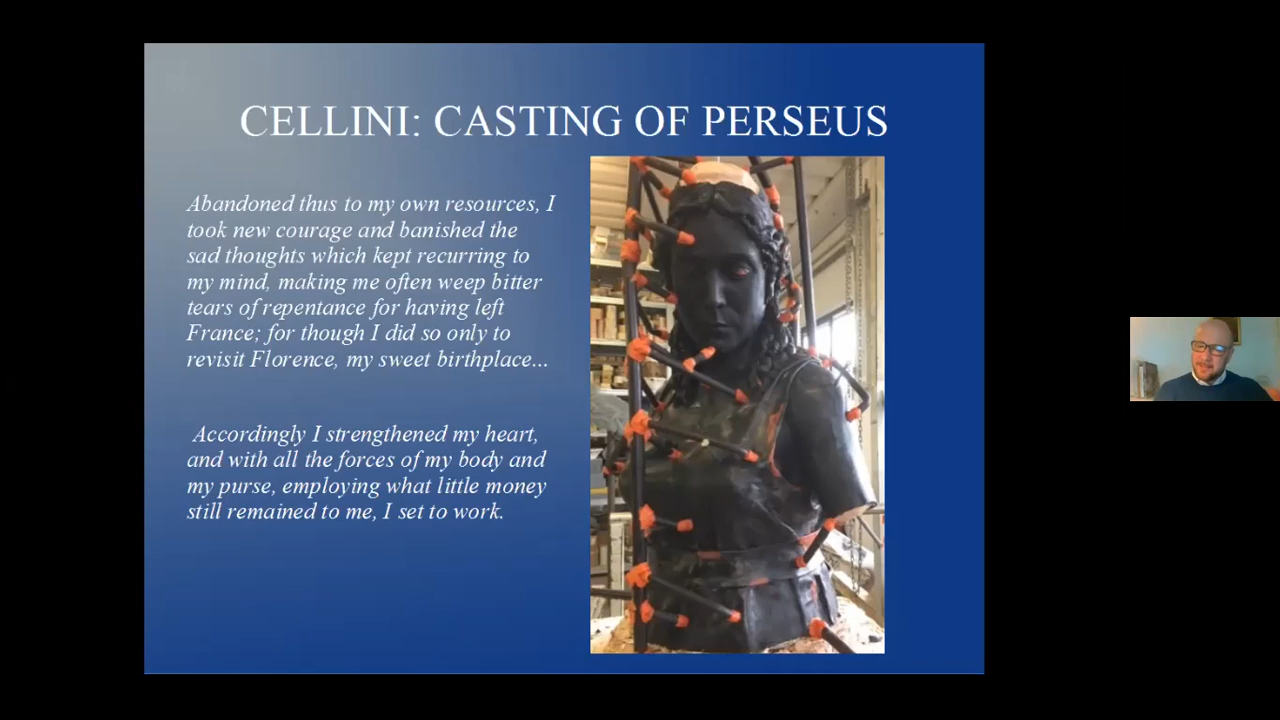 CELLINI: CASTING OF PERSEUS
Abandoned thus to my own resources, I
took new courage and banished the
sad thoughts which kept recurring to
my mind, making me often weep bitter
tears of repentance for having left
France; for though I did so only to
revisit Florence, my sweet birthplace...
Accordingly I strengthened my heart,
and with all the forces of my body and
my purse, employing what little money
still remained to me, I set to work.